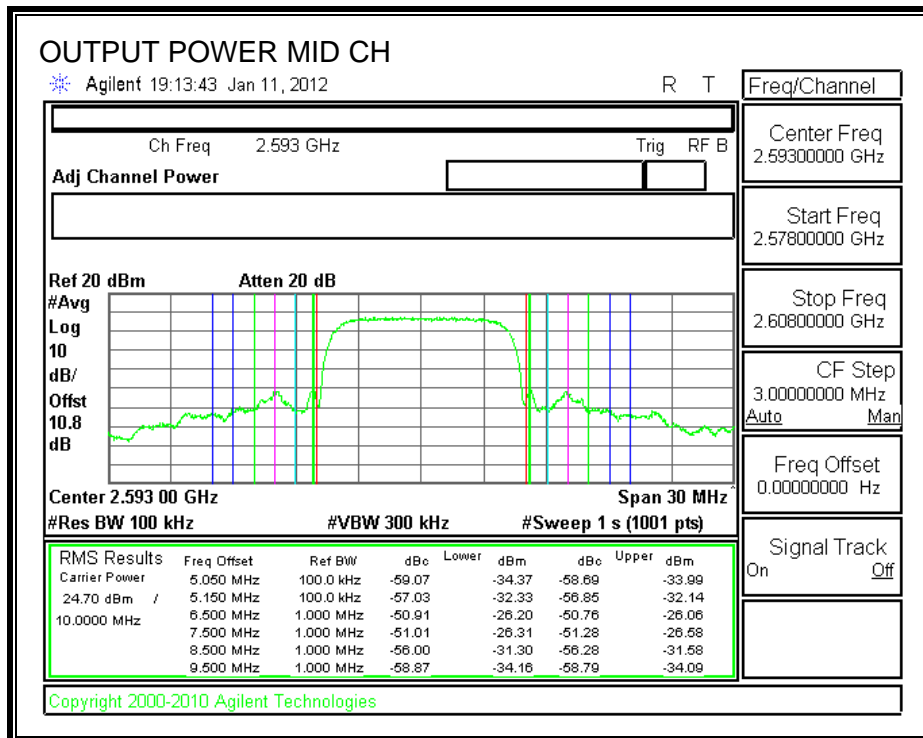 OUTPUT POWER MID CH
Agilent 19:13:43 Jan 11, 2012 R T
Freq/Channel
Ch Freq 2.593 GHz Trig RF B
Adj Channel Power
Center Freq
2.59300000 GHz
Start Freq
2.57800000 GHz
Stop Freq
2.60800000 GHz
CF Step
3.00000000 MHz
Auto Man
Freq Offset
0.00000000 Hz
Signal Track
On Off
Ref 20 dBm Atten 20 dB
#Avg
Log
10
dB/
Offst
10.8
dB
Center 2.593 00 GHz Span 30 MHz^
#Res BW 100 kHz #VBW 300 kHz #Sweep 1 s (1001 pts)
RMS Results Freq Offset Ref BW dBc Lower dBm dBc Upper dBm
Carrier Power 5.050 MHz 100.0 kHz -59.07 -34.37 -58.69 -33.99
24.70 dBm / 5.150 MHz 100.0 kHz -57.03 -32.33 -56.85 -32.14
10.0000 MHz 6.500 MHz 1.000 MHz -50.91 -26.20 -50.76 -26.06
7.500 MHz 1.000 MHz -51.01 -26.31 -51.28 -26.58
8.500 MHz 1.000 MHz -56.00 -31.30 -56.28 -31.58
9.500 MHz 1.000 MHz -58.87 -34.16 -58.79 -34.09
Copyright 2000-2010 Agilent Technologies